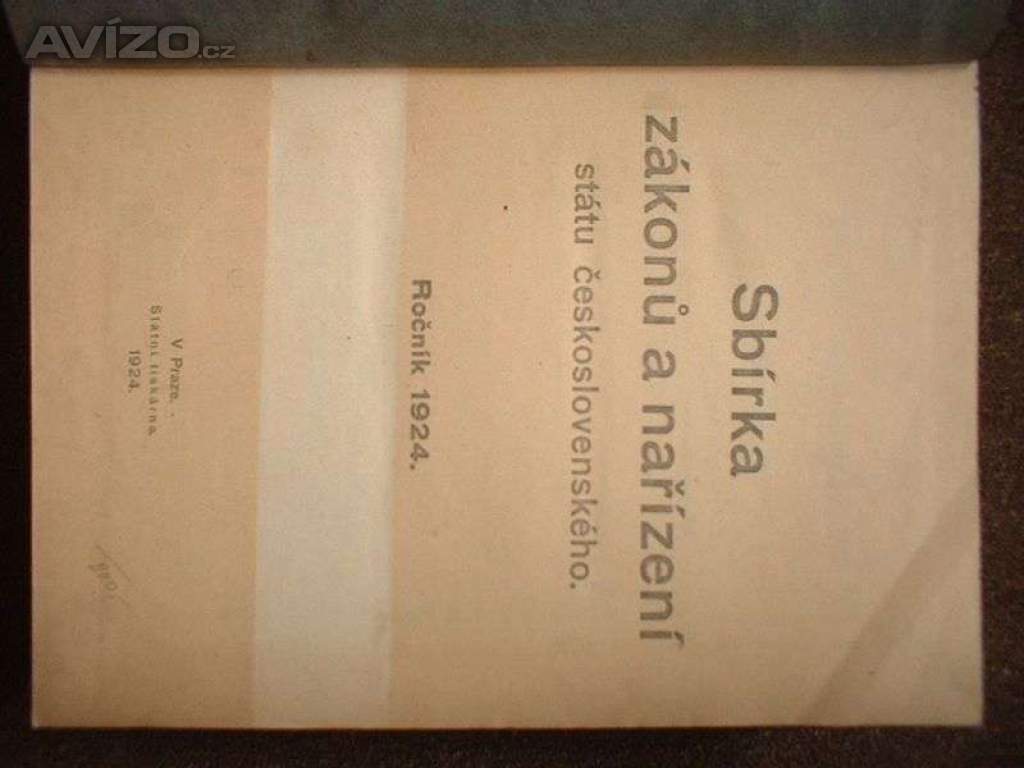 AVÍZO.cz
Sbírka
zákonů a nařízení
státu československého.
Ročník 1924.
V Praze.
Státní tiskárna.
1924.